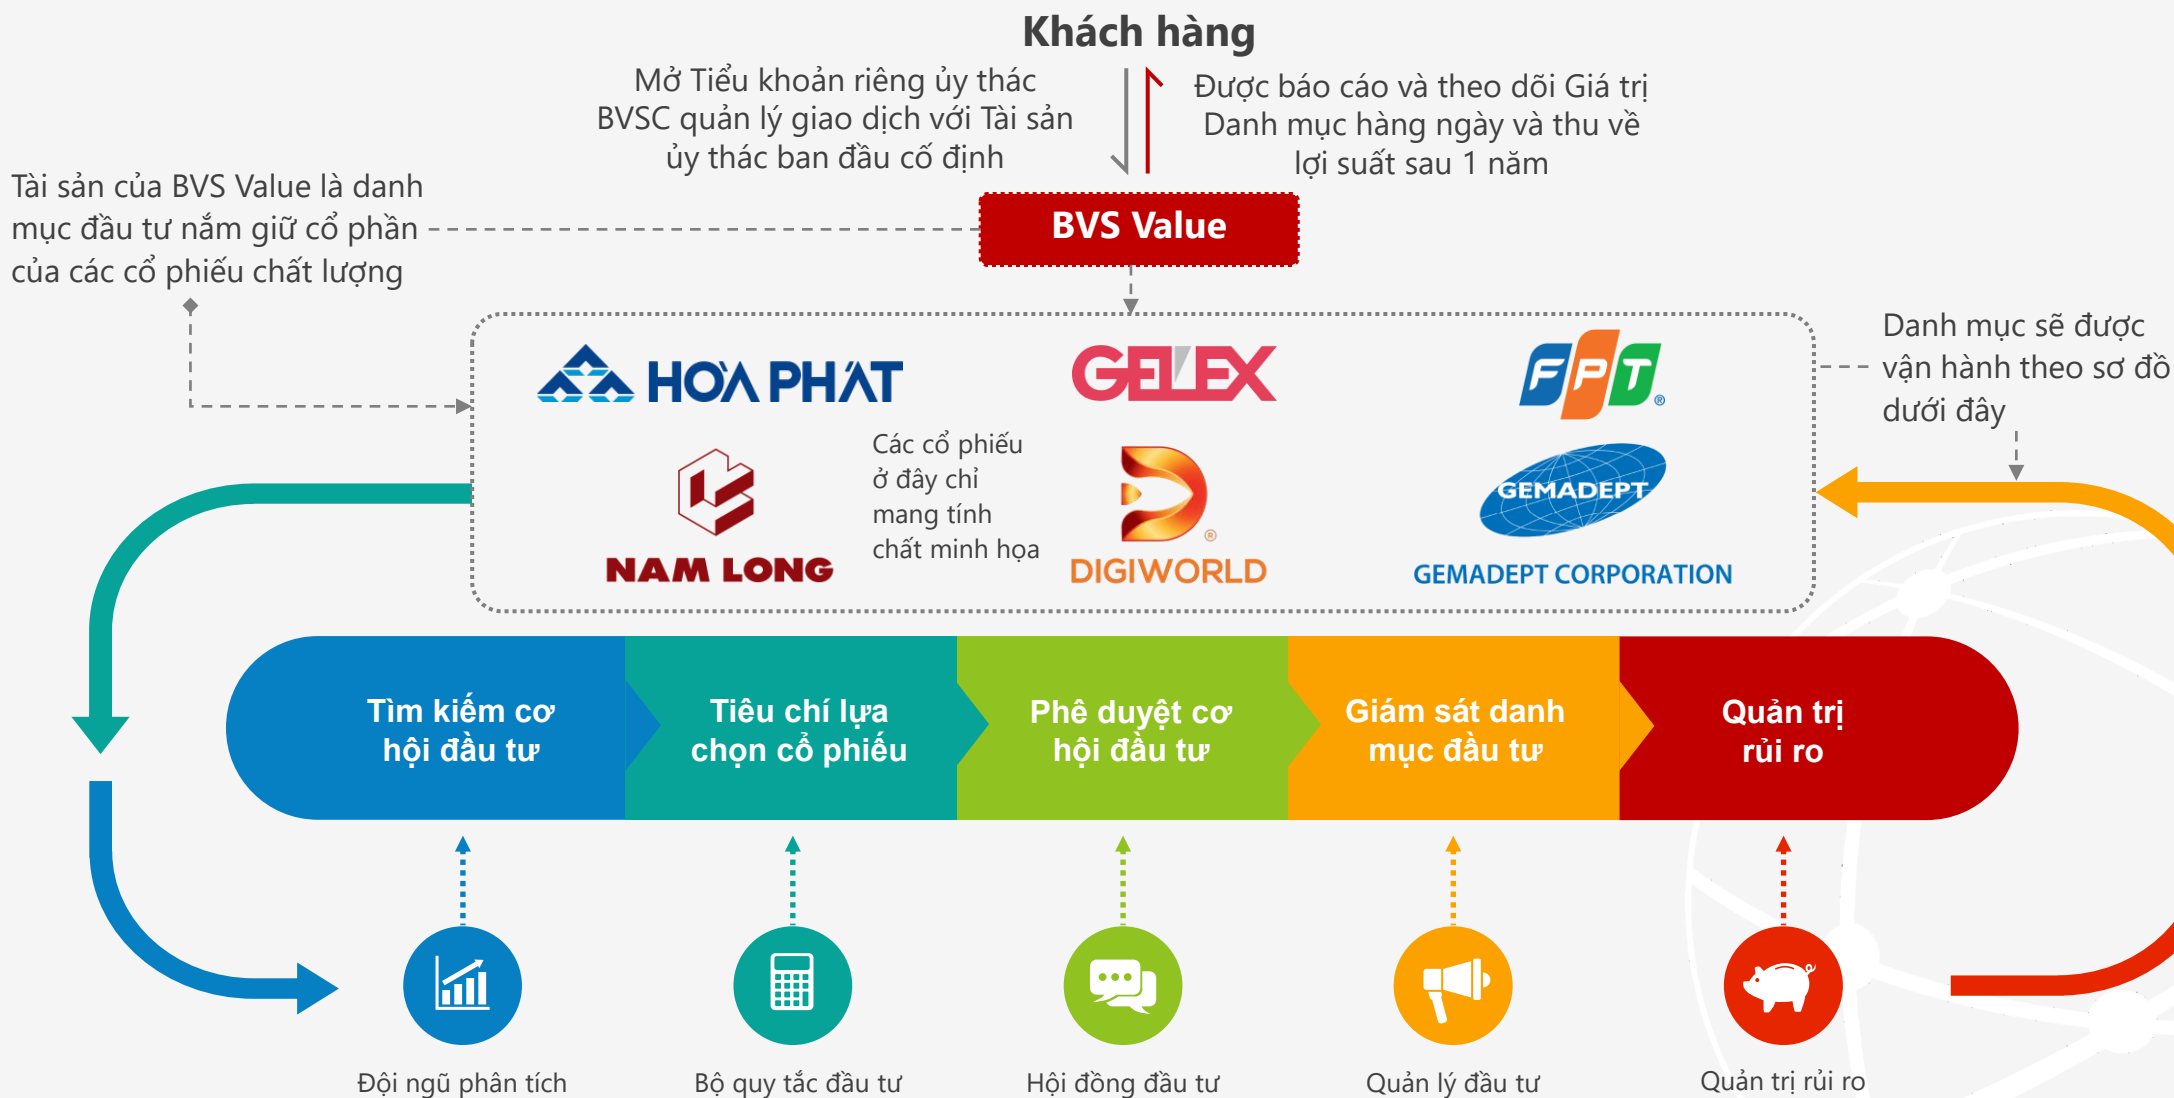 Khách hàng
Mở Tiểu khoản riêng ủy thác
BVSC quản lý giao dịch với Tài sản
ủy thác ban đầu cố định
Được báo cáo và theo dõi Giá trị
Danh mục hàng ngày và thu về
lợi suất sau 1 năm
Tài sản của BVS Value là danh
mục đầu tư nắm giữ cổ phần
của các cổ phiếu chất lượng
BVS Value
Danh mục sẽ được
vận hành theo sơ đồ
dưới đây
HÒA PHÁT
GELEX
FPT®
NAM LONG
Các cổ phiếu
ở đây chỉ
mang tính
chất minh họa
®
DIGIWORLD
GEMADEPT
GEMADEPT CORPORATION
Tìm kiếm cơ
hội đầu tư
Tiêu chí lựa
chọn cổ phiếu
Phê duyệt cơ
hội đầu tư
Giám sát danh
mục đầu tư
Quản trị
rủi ro
Đội ngũ phân tích
Bộ quy tắc đầu tư
Hội đồng đầu tư
Quản lý đầu tư
Quản trị rủi ro